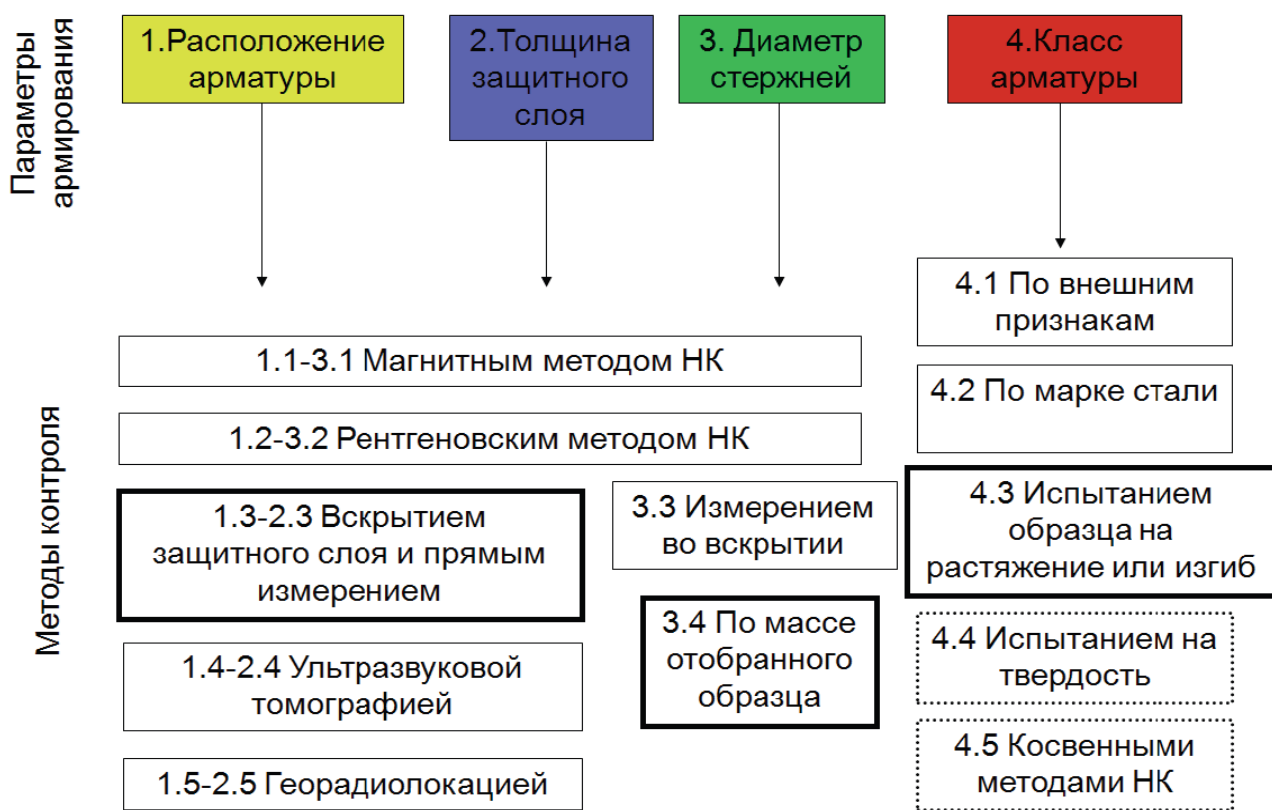 Параметры
армирования
1.Расположение
арматуры
2.Толщина
защитного
слоя
3. Диаметр
стержней
4.Класс
арматуры
Методы контроля
1.1-3.1 Магнитным методом НК
1.2-3.2 Рентгеновским методом НК
1.3-2.3 Вскрытием
защитного слоя и прямым
измерением
1.4-2.4 Ультразвуковой
томографией
1.5-2.5 Георадиолокацией
3.3 Измерением
во вскрытии
3.4 По массе
отобранного
образца
4.1 По внешним
признакам
4.2 По марке стали
4.3 Испытанием
образца на
растяжение или изгиб
4.4 Испытанием на
твердость
4.5 Косвенными
методами НК